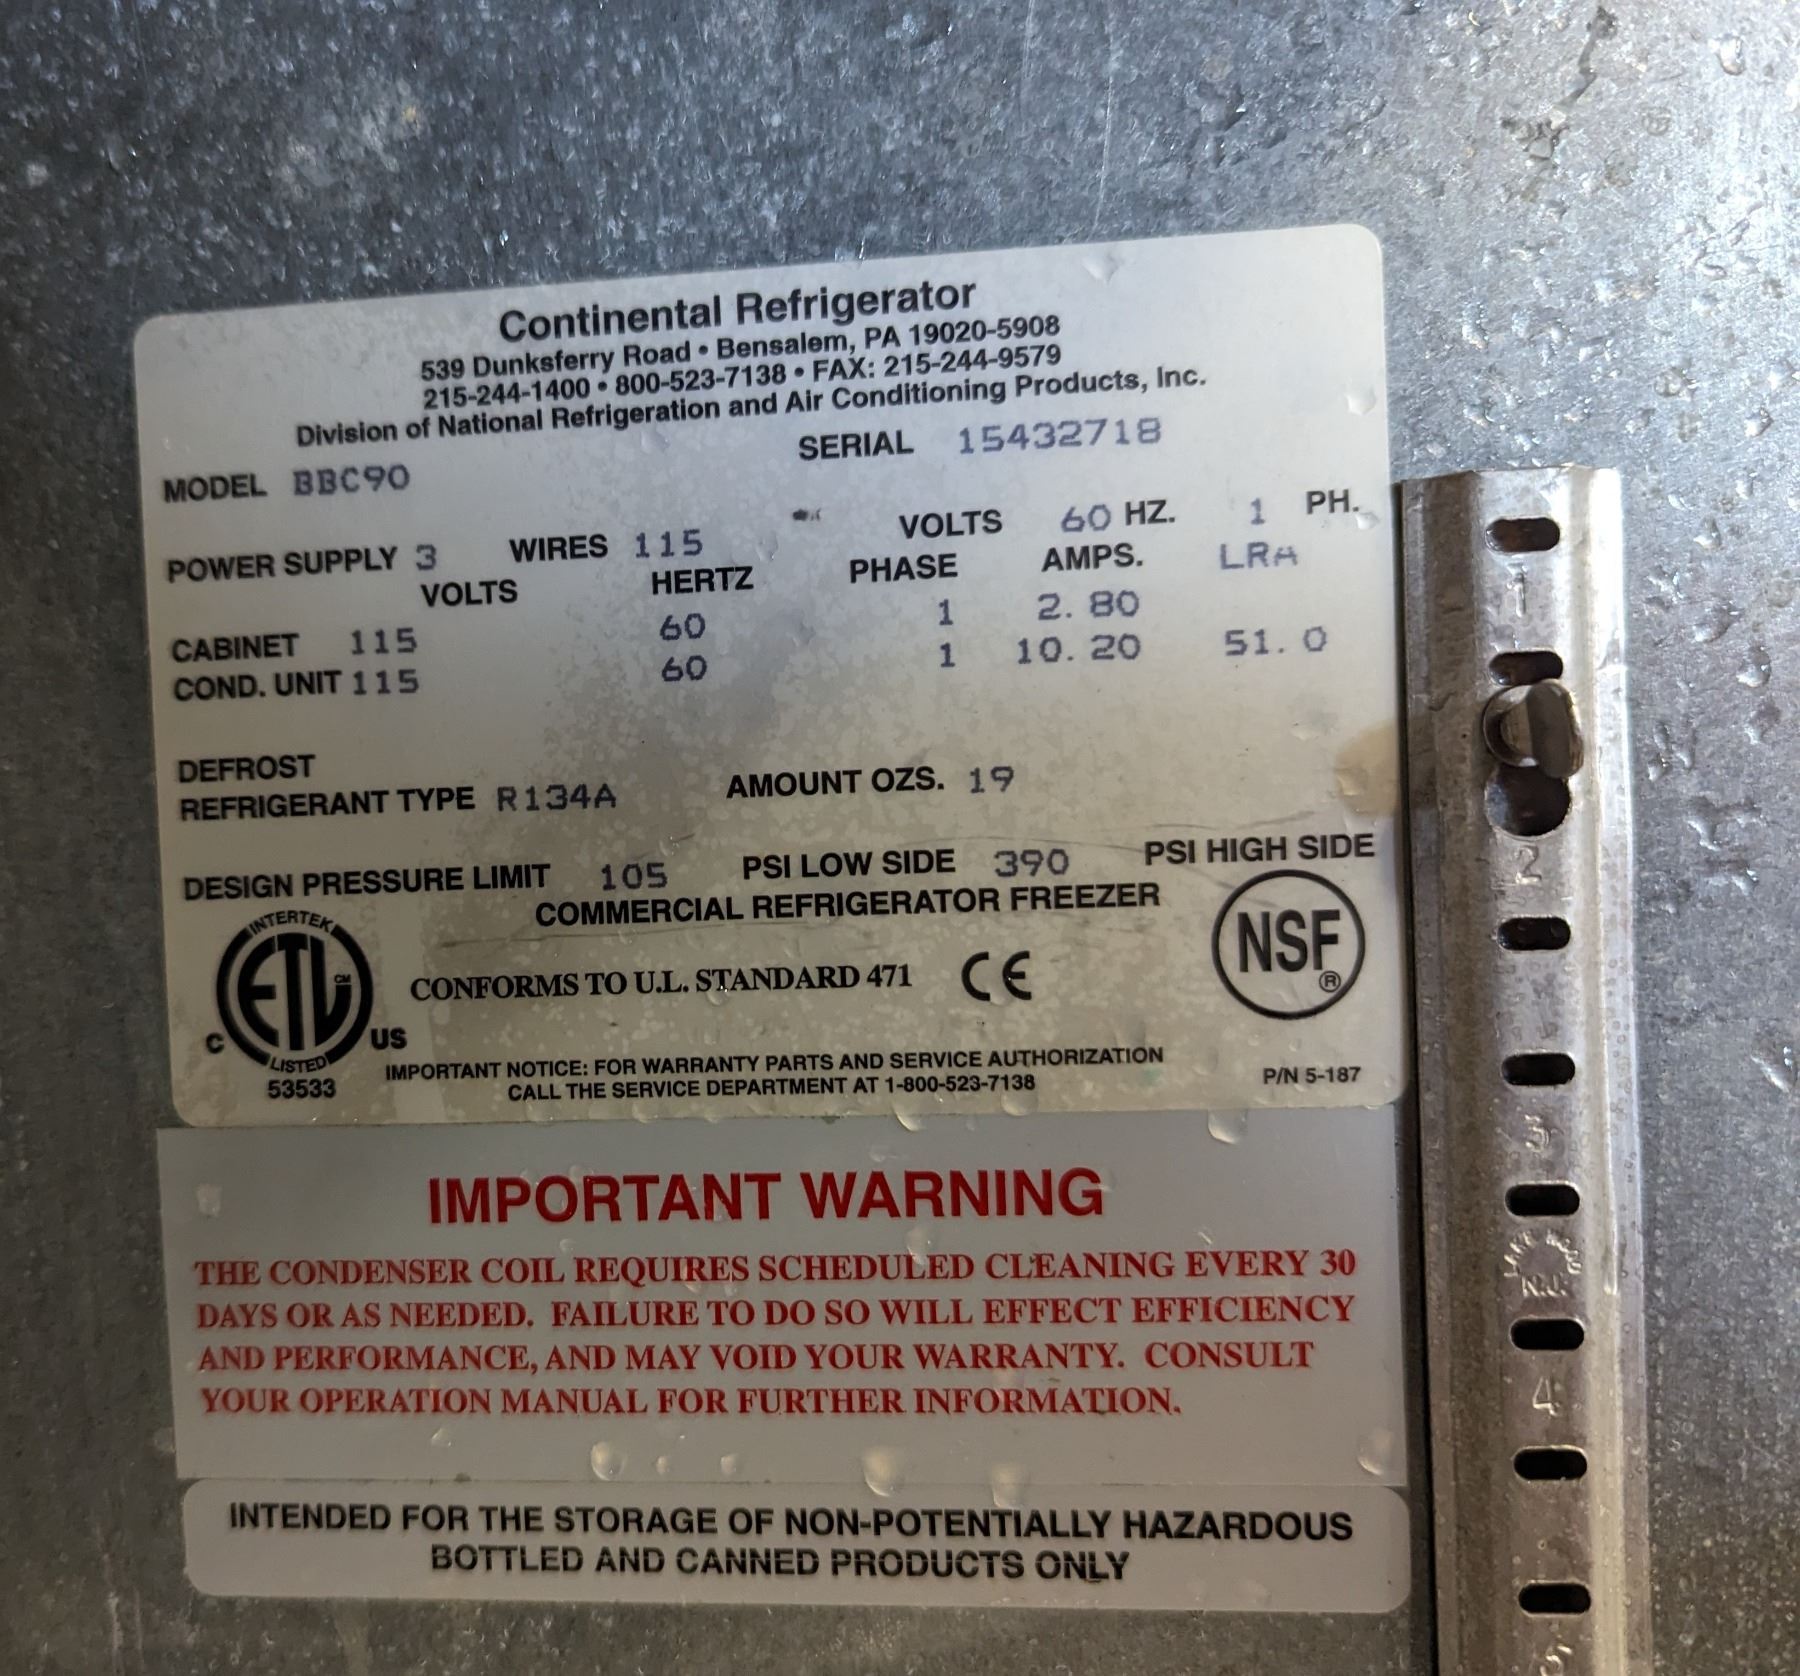 Continental Refrigerator
539 Dunksferry Road • Bensalem, PA 19020-5908
215-244-1400 • 800-523-7138 • FAX: 215-244-9579
Division of National Refrigeration and Air Conditioning Products, Inc.
MODEL BBC90 SERIAL 15432718
POWER SUPPLY 3 WIRES 115 VOLTS 60 HZ. 1 PH.
VOLTS HERTZ PHASE AMPS. LRA
CABINET 115 60 1 2.80
COND. UNIT 115 60 1 10.20 51.0
DEFROST
REFRIGERANT TYPE R134A AMOUNT OZS. 19
DESIGN PRESSURE LIMIT 105 PSI LOW SIDE 390 PSI HIGH SIDE
COMMERCIAL REFRIGERATOR FREEZER
INTERTEK
ETL CM
C US
LISTED
53533
CONFORMS TO U.L. STANDARD 471 CE
NSF®
IMPORTANT NOTICE: FOR WARRANTY PARTS AND SERVICE AUTHORIZATION
CALL THE SERVICE DEPARTMENT AT 1-800-523-7138
P/N 5-187
IMPORTANT WARNING
THE CONDENSER COIL REQUIRES SCHEDULED CLEANING EVERY 30
DAYS OR AS NEEDED. FAILURE TO DO SO WILL EFFECT EFFICIENCY
AND PERFORMANCE, AND MAY VOID YOUR WARRANTY. CONSULT
YOUR OPERATION MANUAL FOR FURTHER INFORMATION.
INTENDED FOR THE STORAGE OF NON-POTENTIALLY HAZARDOUS
BOTTLED AND CANNED PRODUCTS ONLY
1
2
3
N.J.
4
5